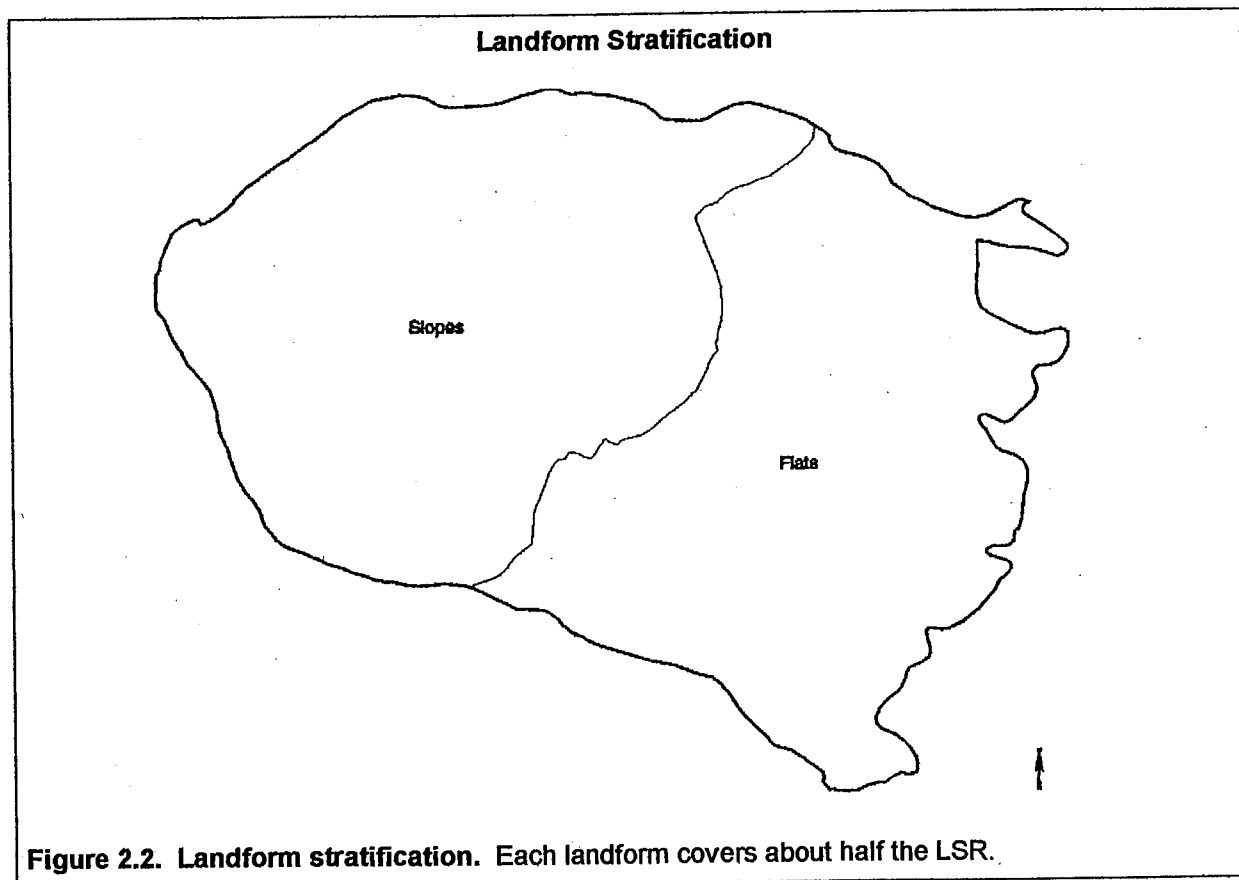 Landform Stratification
Slopes
Flats
Figure 2.2. Landform stratification. Each landform covers about half the LSR.